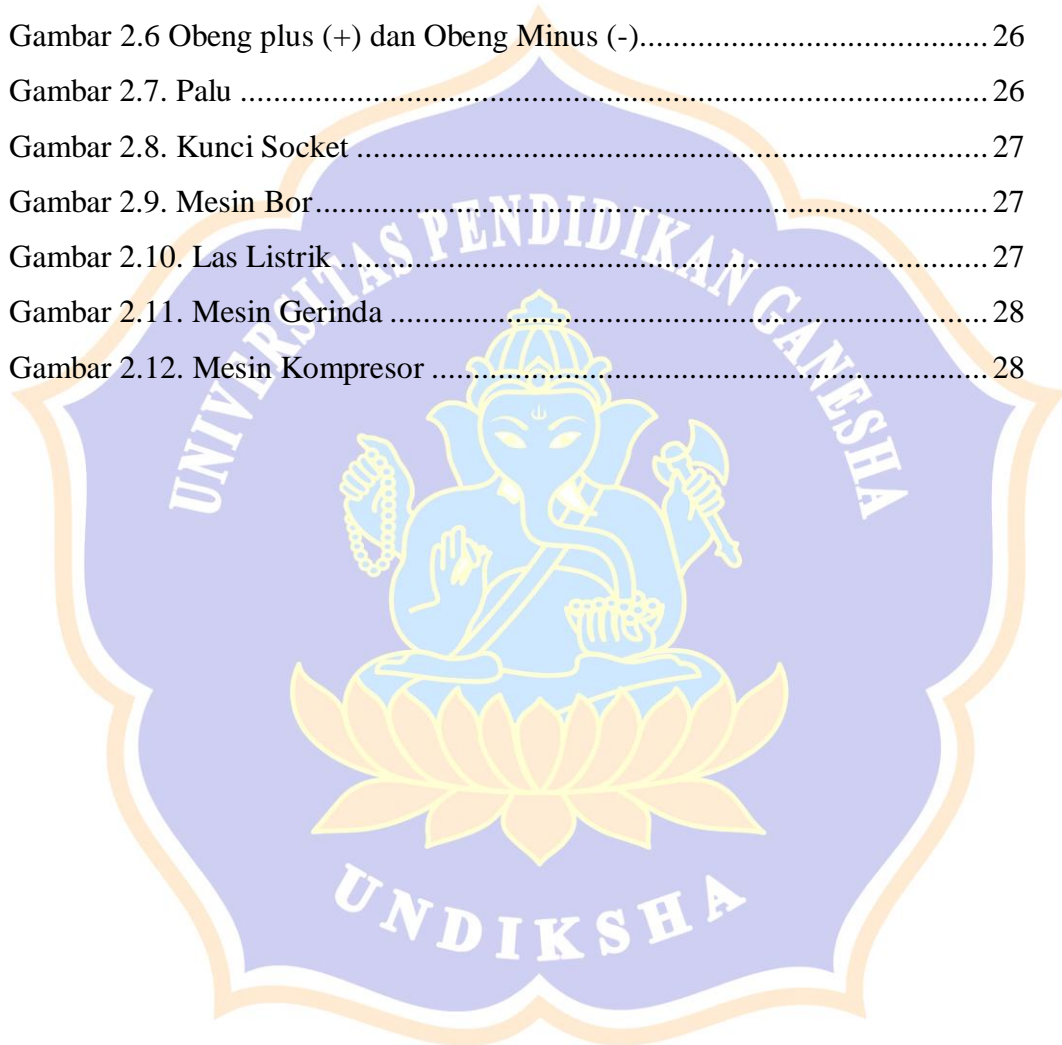 Gambar 2.6 Obeng plus (+) dan Obeng Minus (-)..................................... 26
Gambar 2.7. Palu ................................................................................ 26
Gambar 2.8. Kunci Socket .................................................................... 27
Gambar 2.9. Mesin Bor ........................................................................ 27
Gambar 2.10. Las Listrik ...................................................................... 27
Gambar 2.11. Mesin Gerinda ................................................................ 28
Gambar 2.12. Mesin Kompresor ........................................................... 28
UNIVERSITAS PENDIDIKAN GANESHA
UNDIKSHA